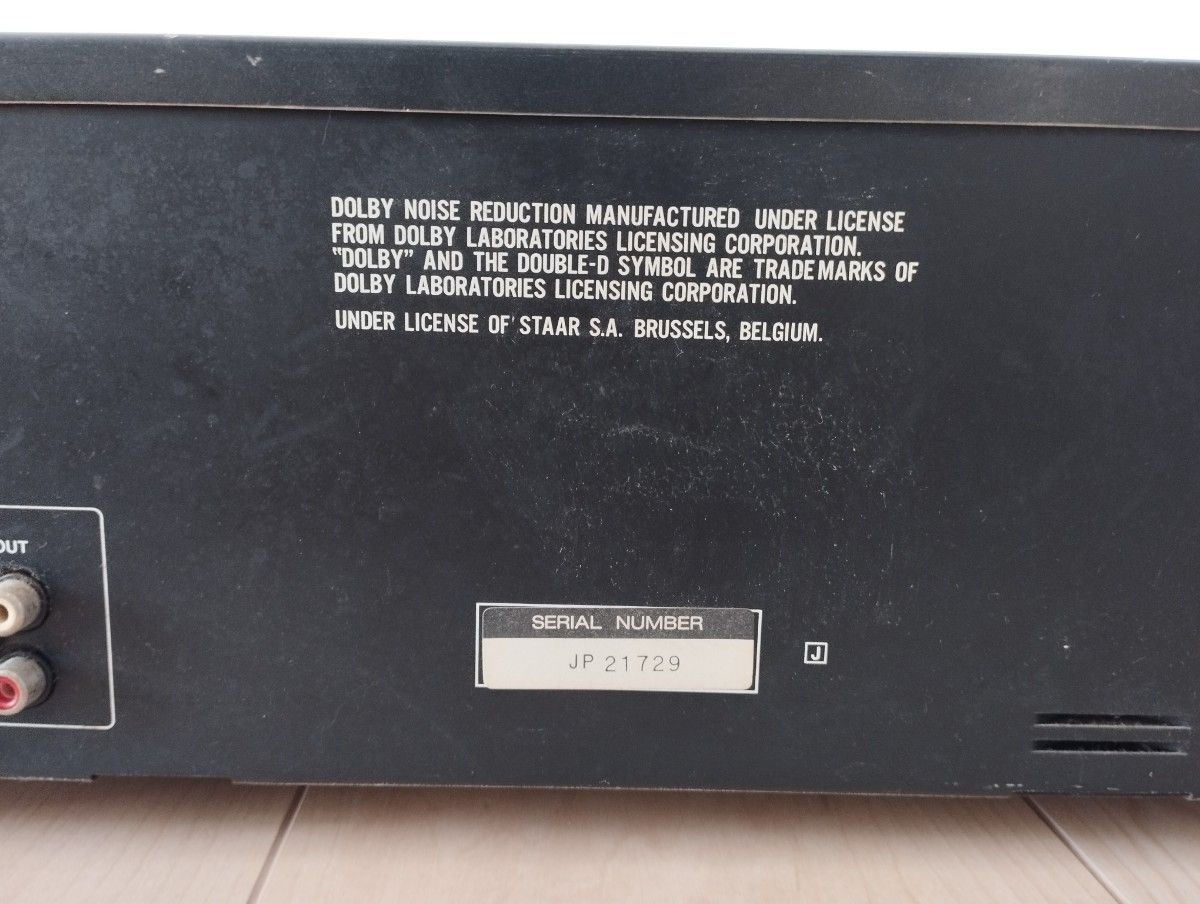 DOLBY NOISE REDUCTION MANUFACTURED UNDER LICENSE
FROM DOLBY LABORATORIES LICENSING CORPORATION.
"DOLBY" AND THE DOUBLE-D SYMBOL ARE TRADEMARKS OF
DOLBY LABORATORIES LICENSING CORPORATION.
UNDER LICENSE OF STAAR S.A. BRUSSELS, BELGIUM.
OUT
SERIAL NUMBER
JP 21729
J